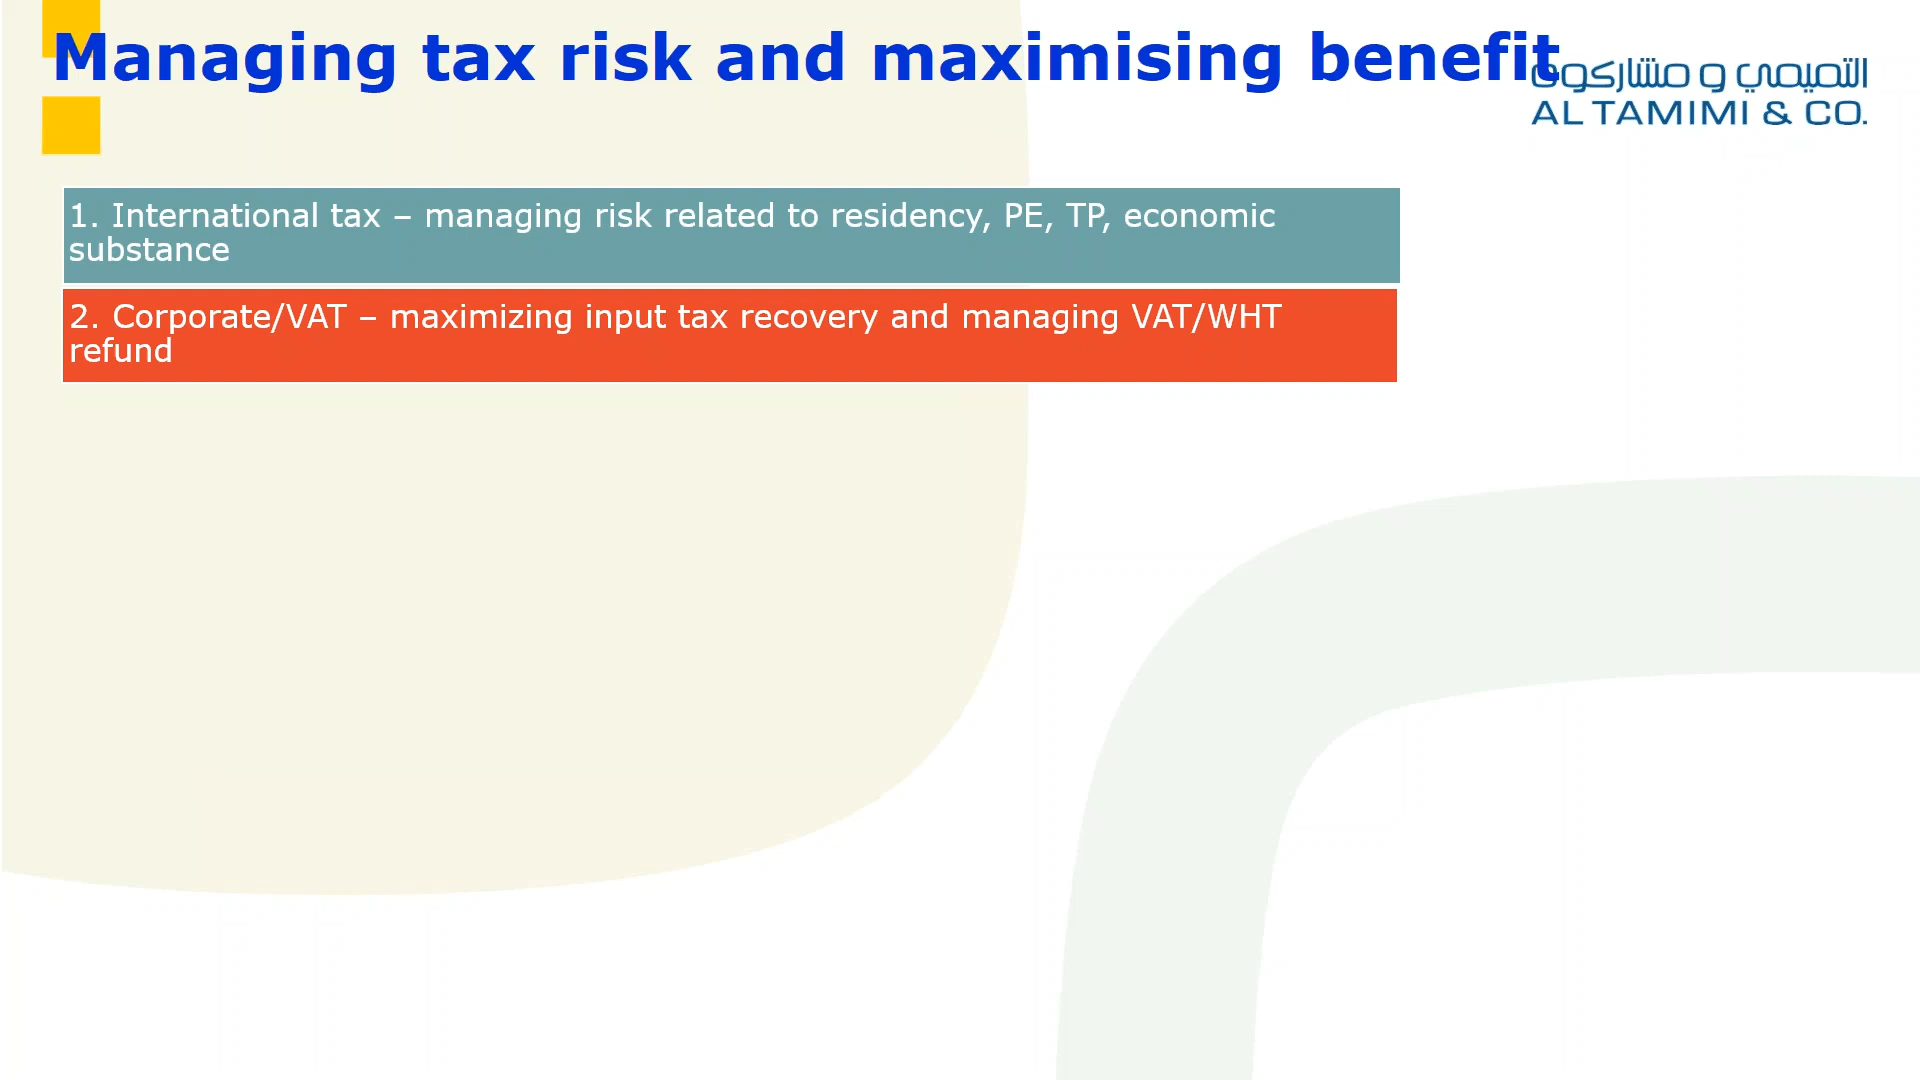 Managing tax risk and maximising benefit
التميمي و مشاركوه
AL TAMIMI & CO.
1. International tax – managing risk related to residency, PE, TP, economic
substance
2. Corporate/VAT – maximizing input tax recovery and managing VAT/WHT
refund